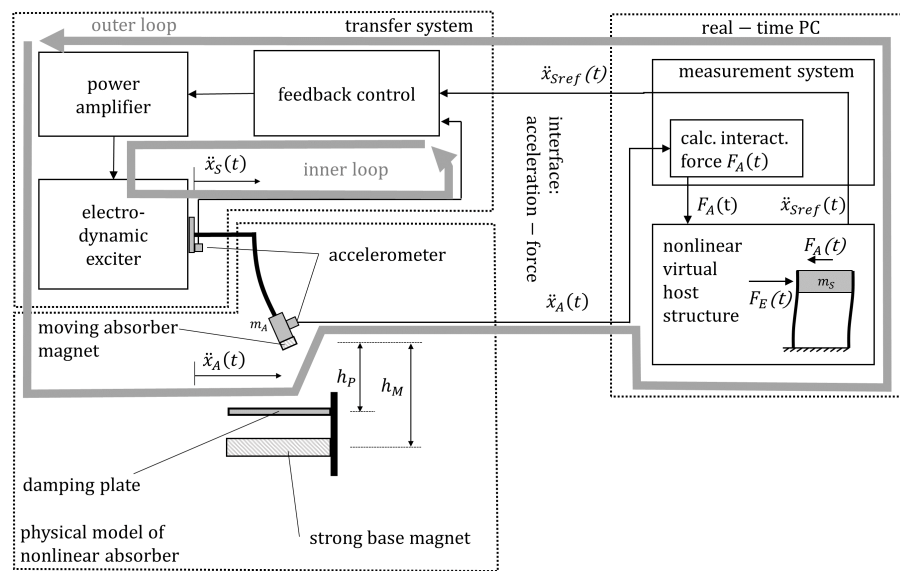 outer loop
transfer system
real − time PC
power
amplifier
feedback control
ẍSref(t)
measurement system
calc. interact.
force FA(t)
interface:
acceleration − force
ẍS(t)
inner loop
electro-
dynamic
exciter
FA(t)
ẍSref(t)
accelerometer
nonlinear
virtual
host
structure
FA(t)
mS
FE(t)
ẍA(t)
mA
moving absorber
magnet
ẍA(t)
hP
hM
damping plate
strong base magnet
physical model of
nonlinear absorber